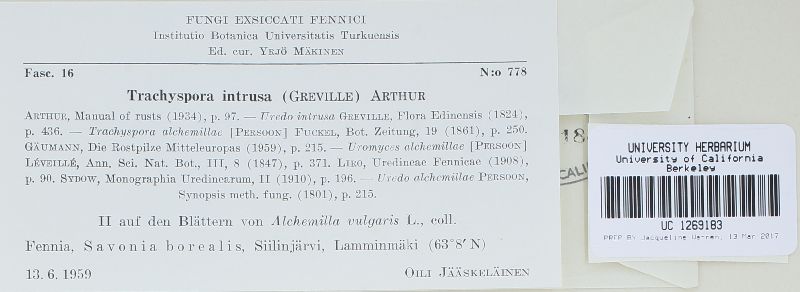 FUNGI EXSICCATI FENNICI
Institutio Botanica Universitatis Turkuensis
Ed. cur. YRJÖ MÄKINEN
Fasc. 16 N:o 778
Trachyspora intrusa (GREVILLE) ARTHUR
ARTHUR, Manual of rusts (1934), p. 97. — Uredo intrusa GREVILLE, Flora Edinensis (1824),
p. 436. — Trachyspora alchemillae [PERSOON] FUCKEL, Bot. Zeitung, 19 (1861), p. 250.
GÄUMANN, Die Rostpilze Mitteleuropas (1959), p. 215. — Uromyces alchemillae [PERSOON]
LÉVEILLÉ, Ann. Sci. Nat. Bot., III, 8 (1847), p. 371. LIRO, Uredineae Fennicae (1908),
p. 90. SYDOW, Monographia Uredinearum, II (1910), p. 196. — Uredo alchemillae PERSOON,
Synopsis meth. fung. (1801), p. 215.
II auf den Blättern von Alchemilla vulgaris L., coll.
Fennia, Savonia borealis, Siilinjärvi, Lamminmäki (63°8′N)
13. 6. 1959 OILI JÄÄSKELÄINEN
18
CALIF
UNIVERSITY HERBARIUM
University of California
Berkeley
UC 1269183
PREP BY: Jacqueline Warren; 13 Mar 2017